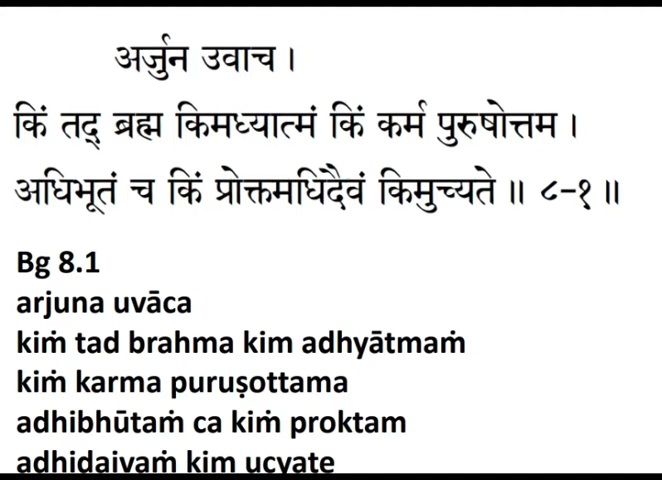 अर्जुन उवाच ।
किं तद् ब्रह्म किमध्यात्मं किं कर्म पुरुषोत्तम ।
अधिभूतं च किं प्रोक्तमधिदैवं किमुच्यते ॥ ८-१ ॥
Bg 8.1
arjuna uvāca
kiṁ tad brahma kim adhyātmaṁ
kiṁ karma puruṣottama
adhibhūtaṁ ca kiṁ proktam
adhidaivaṁ kim ucyate